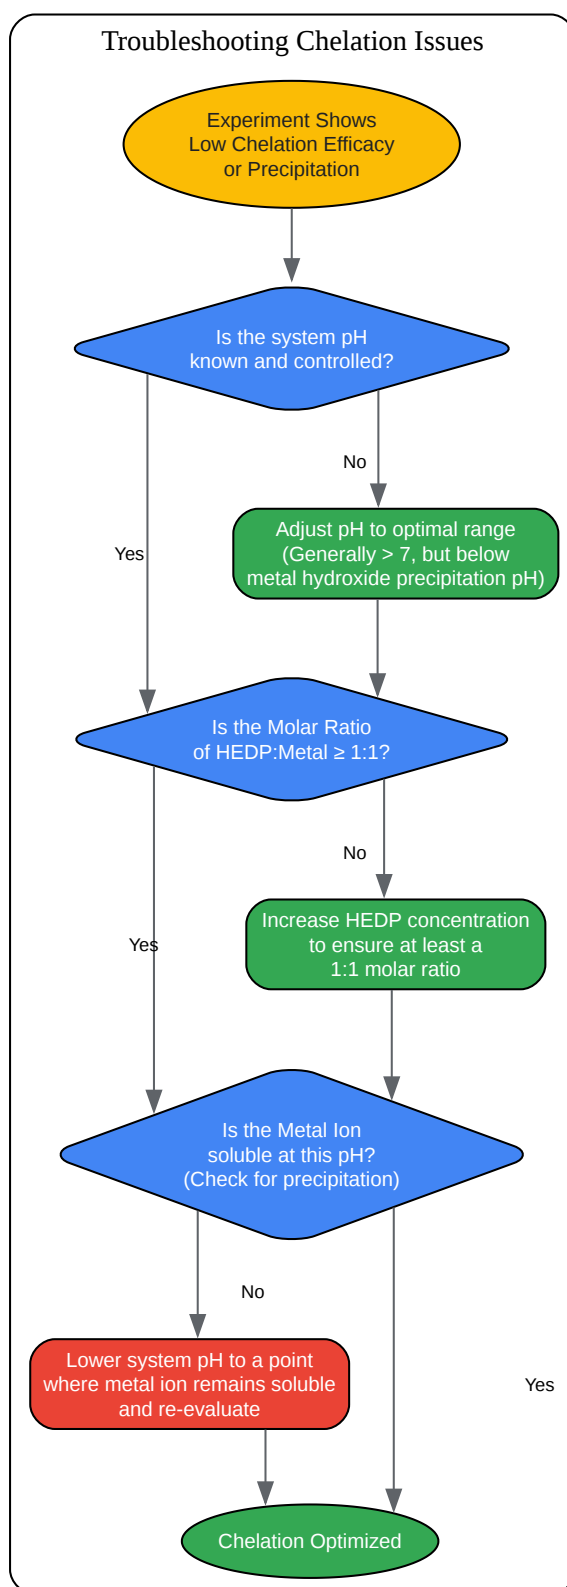 Troubleshooting Chelation Issues
Experiment Shows
Low Chelation Efficacy
or Precipitation
Is the system pH
known and controlled?
No
Yes
Adjust pH to optimal range
(Generally > 7, but below
metal hydroxide precipitation pH)
Is the Molar Ratio
of HEDP:Metal ≥ 1:1?
No
Yes
Increase HEDP concentration
to ensure at least a
1:1 molar ratio
Is the Metal Ion
soluble at this pH?
(Check for precipitation)
No
Yes
Lower system pH to a point
where metal ion remains soluble
and re-evaluate
Chelation Optimized